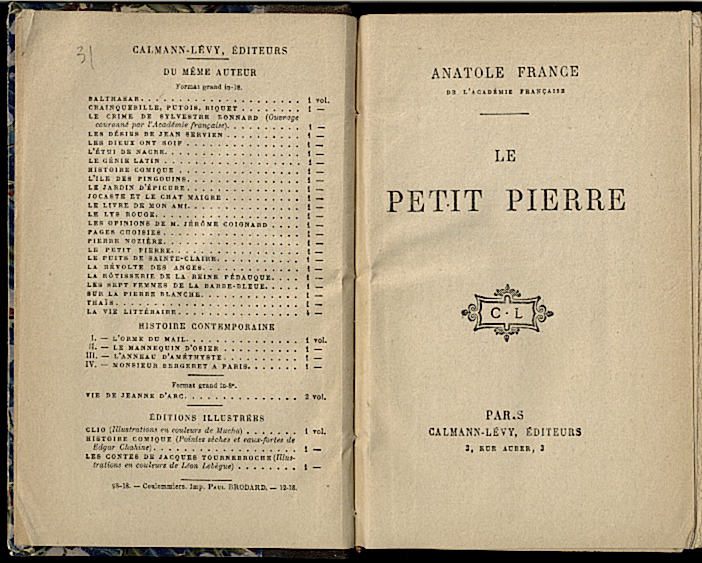 31
CALMANN-LÉVY, ÉDITEURS
DU MÊME AUTEUR
Format grand in-18.
BALTHASAR. . . . . . . . . . . . . . . . . . . . 1 vol.
CRAINQUEBILLE, PUTOIS, RIQUET . . . . . . . . . 1 —
LE CRIME DE SYLVESTRE BONNARD (Ouvrage
couronné par l'Académie française). . . . . . . . 1 —
LES DÉSIRS DE JEAN SERVIEN . . . . . . . . . . . 1 —
LES DIEUX ONT SOIF . . . . . . . . . . . . . . . 1 —
L'ÉTUI DE NACRE. . . . . . . . . . . . . . . . . 1 —
LE GÉNIE LATIN . . . . . . . . . . . . . . . . . 1 —
HISTOIRE COMIQUE . . . . . . . . . . . . . . . . 1 —
L'ILE DES PINGOUINS. . . . . . . . . . . . . . . 1 —
LE JARDIN D'ÉPICURE. . . . . . . . . . . . . . . 1 —
JOCASTE ET LE CHAT MAIGRE . . . . . . . . . . . 1 —
LE LIVRE DE MON AMI. . . . . . . . . . . . . . . 1 —
LE LYS ROUGE. . . . . . . . . . . . . . . . . . 1 —
LES OPINIONS DE M. JÉRÔME COIGNARD . . . . . . . 1 —
PAGES CHOISIES . . . . . . . . . . . . . . . . . 1 —
PIERRE NOZIÈRE. . . . . . . . . . . . . . . . . 1 —
LE PETIT PIERRE. . . . . . . . . . . . . . . . . 1 —
LE PUITS DE SAINTE-CLAIRE. . . . . . . . . . . . 1 —
LA RÉVOLTE DES ANGES. . . . . . . . . . . . . . 1 —
LA RÔTISSERIE DE LA REINE PÉDAUQUE. . . . . . . 1 —
LES SEPT FEMMES DE LA BARBE-BLEUE. . . . . . . . 1 —
SUR LA PIERRE BLANCHE. . . . . . . . . . . . . . 1 —
THAÏS . . . . . . . . . . . . . . . . . . . . . 1 —
LA VIE LITTÉRAIRE . . . . . . . . . . . . . . . 4 —
HISTOIRE CONTEMPORAINE
I. — L'ORME DU MAIL. . . . . . . . . . . . . . . 1 vol.
II. — LE MANNEQUIN D'OSIER . . . . . . . . . . . 1 —
III. — L'ANNEAU D'AMÉTHYSTE . . . . . . . . . . 1 —
IV. — MONSIEUR BERGERET A PARIS. . . . . . . . . 1 —
Format grand in-8°.
VIE DE JEANNE D'ARC. . . . . . . . . . . . . . . 2 vol.
ÉDITIONS ILLUSTRÉES
CLIO (Illustrations en couleurs de Mucha) . . . . 1 vol.
HISTOIRE COMIQUE (Pointes sèches et eaux-fortes de
Edgar Chahine). . . . . . . . . . . . . . . . . 1 —
LES CONTES DE JACQUES TOURNEBROCHE (Illus-
trations en couleurs de Léon Lebègue) . . . . . . 1 —
98-18. — Coulommiers. Imp. PAUL BRODARD. — 12-18.
ANATOLE FRANCE
DE L'ACADÉMIE FRANÇAISE
LE
PETIT PIERRE
C·L
PARIS
CALMANN-LÉVY, ÉDITEURS
3, RUE AUBER, 3